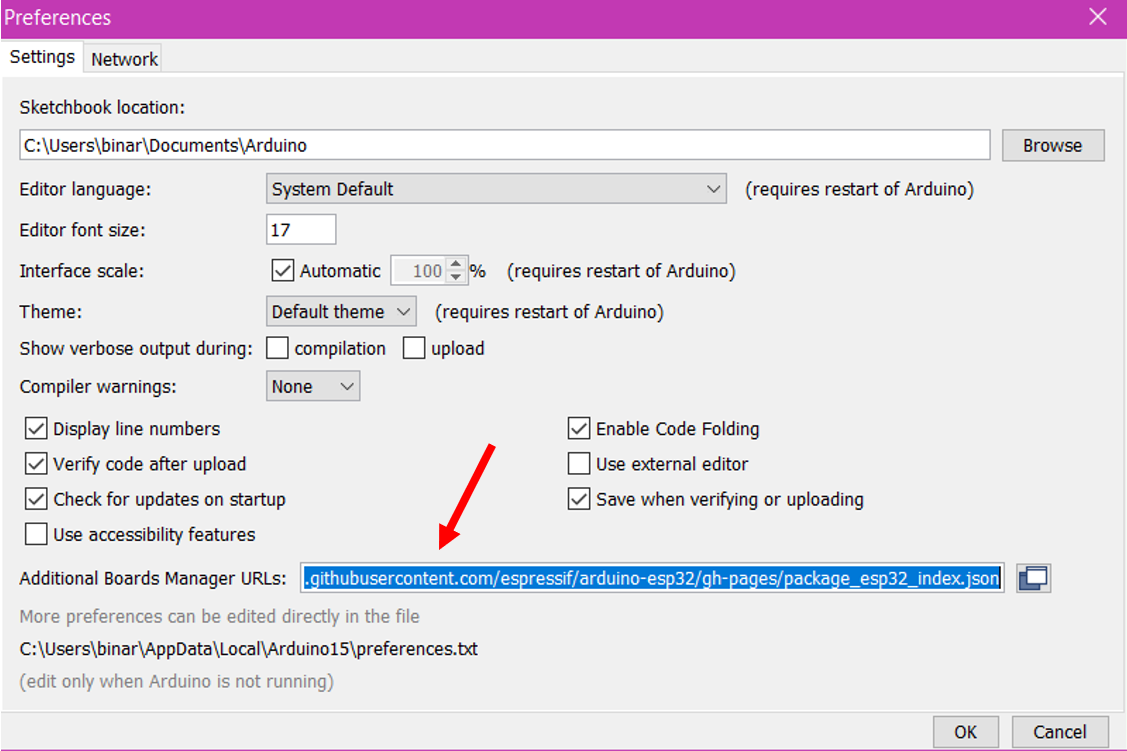 Preferences
Settings Network
Sketchbook location:
C:\Users\binar\Documents\Arduino Browse
Editor language: System Default (requires restart of Arduino)
Editor font size: 17
Interface scale: Automatic 100 % (requires restart of Arduino)
Theme: Default theme (requires restart of Arduino)
Show verbose output during: compilation upload
Compiler warnings: None
Display line numbers Enable Code Folding
Verify code after upload Use external editor
Check for updates on startup Save when verifying or uploading
Use accessibility features
Additional Boards Manager URLs: .githubusercontent.com/espressif/arduino-esp32/gh-pages/package_esp32_index.json
More preferences can be edited directly in the file
C:\Users\binar\AppData\Local\Arduino15\preferences.txt
(edit only when Arduino is not running)
OK Cancel